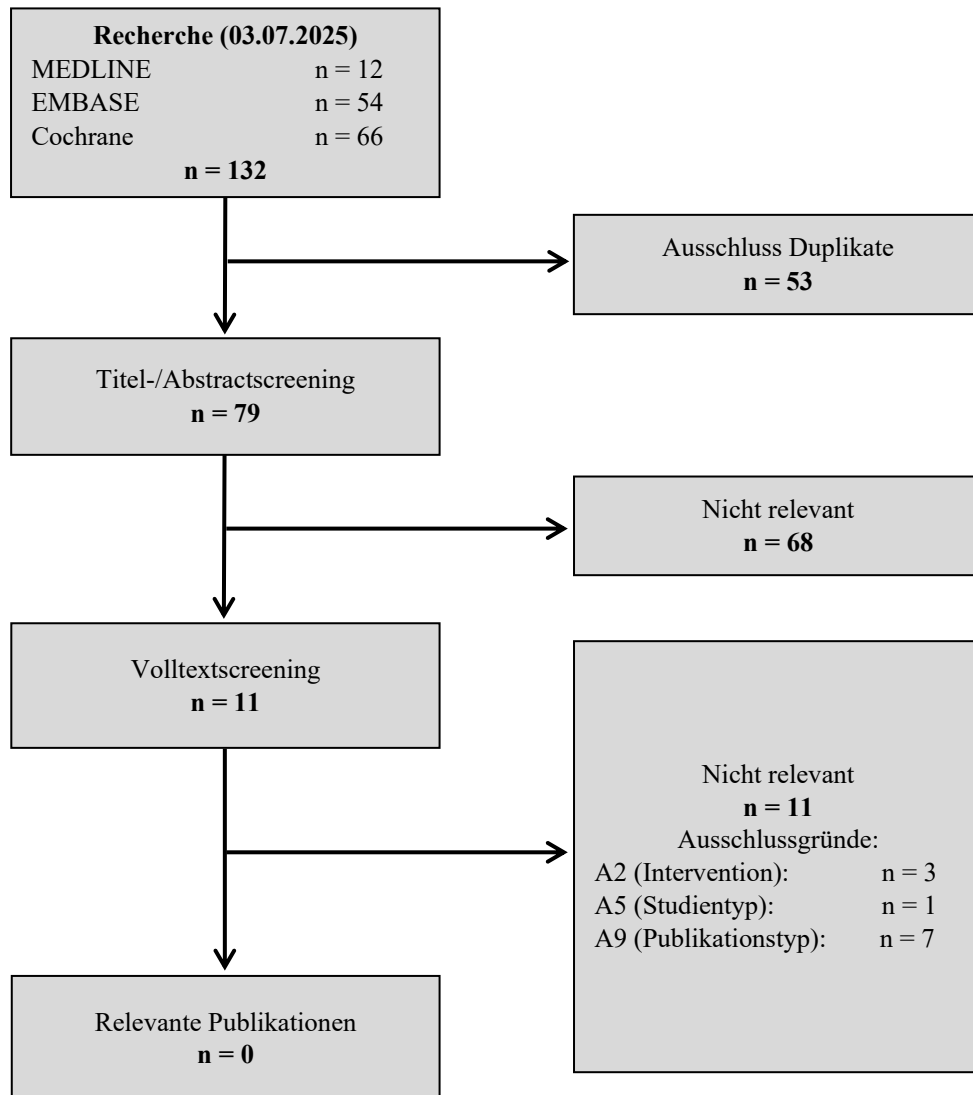 Recherche (03.07.2025)
MEDLINE n = 12
EMBASE n = 54
Cochrane n = 66
n = 132
Ausschluss Duplikate
n = 53
Titel-/Abstractscreening
n = 79
Nicht relevant
n = 68
Volltextscreening
n = 11
Nicht relevant
n = 11
Ausschlussgründe:
A2 (Intervention): n = 3
A5 (Studientyp): n = 1
A9 (Publikationstyp): n = 7
Relevante Publikationen
n = 0